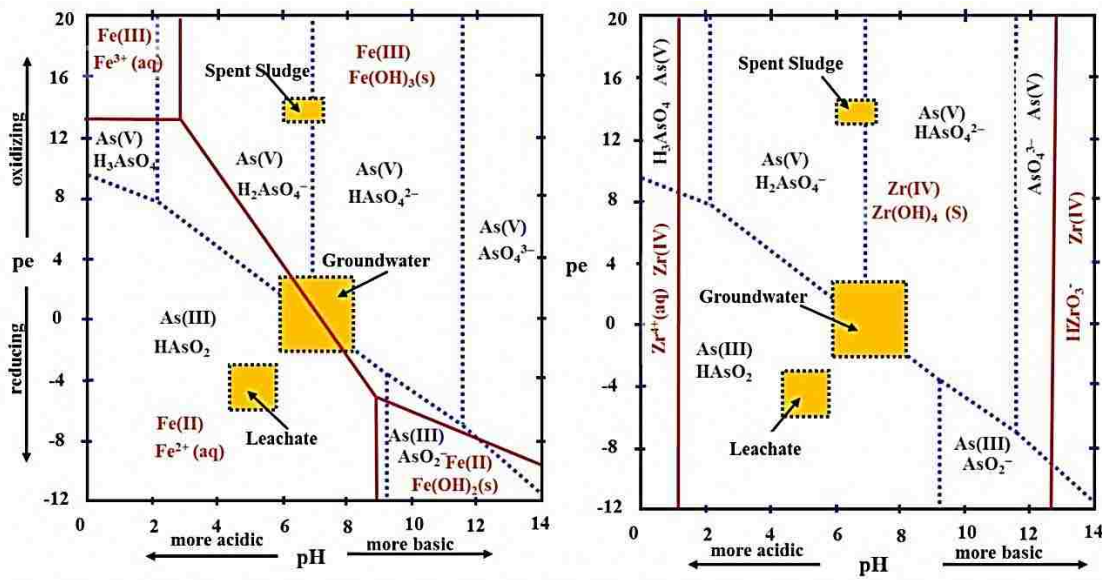 20
16
12
8
4
0
-4
-8
-12
oxidizing
pe
reducing
Fe(III)
Fe³⁺ (aq)
Fe(III)
Fe(OH)₃(s)
Spent Sludge
As(V)
H₃AsO₄
As(V)
H₂AsO₄⁻
As(V)
HAsO₄²⁻
As(V)
AsO₄³⁻
Groundwater
As(III)
HAsO₂
Fe(II)
Fe²⁺ (aq)
Leachate
As(III)
AsO₂⁻
Fe(II)
Fe(OH)₂(s)
0 2 4 6 8 10 12 14
more acidic pH more basic
20
16
12
8
4
0
-4
-8
-12
pe
H₃AsO₄ As(V)
Spent Sludge
As(V)
HAsO₄²⁻
As(V)
H₂AsO₄⁻
Zr(IV)
Zr(OH)₄ (S)
AsO₄³⁻ As(V)
Zr⁴⁺(aq) Zr(IV)
HZrO₃⁻ Zr(IV)
Groundwater
As(III)
HAsO₂
Leachate
As(III)
AsO₂⁻
0 2 4 6 8 10 12 14
more acidic pH more basic